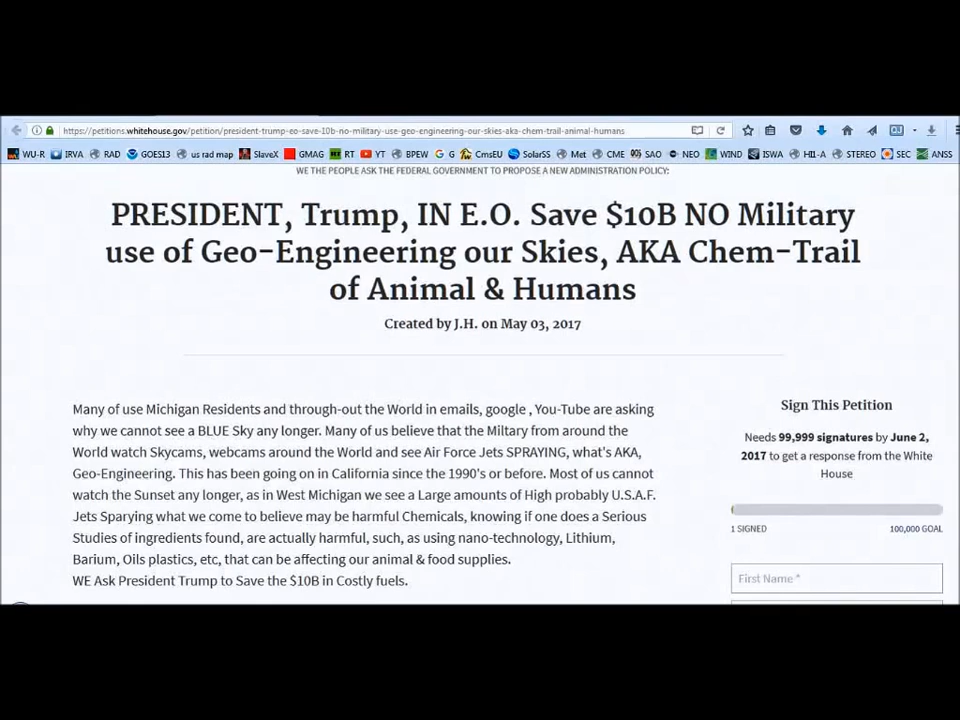 https://petitions.whitehouse.gov/petition/president-trump-eo-save-10b-no-military-use-geo-engineering-our-skies-aka-chem-trail-animal-humans
WU-R IRVA RAD GOES13 us rad map SlaveX GMAG RT YT BPEW G CmsEU SolarSS Met CME SAO NEO WIND ISWA HI1-A STEREO SEC ANSS
WE THE PEOPLE ASK THE FEDERAL GOVERNMENT TO PROPOSE A NEW ADMINISTRATION POLICY:
PRESIDENT, Trump, IN E.O. Save $10B NO Military
use of Geo-Engineering our Skies, AKA Chem-Trail
of Animal & Humans
Created by J.H. on May 03, 2017
Many of use Michigan Residents and through-out the World in emails, google , You-Tube are asking
why we cannot see a BLUE Sky any longer. Many of us believe that the Miltary from around the
World watch Skycams, webcams around the World and see Air Force Jets SPRAYING, what's AKA,
Geo-Engineering. This has been going on in California since the 1990's or before. Most of us cannot
watch the Sunset any longer, as in West Michigan we see a Large amounts of High probably U.S.A.F.
Jets Sparying what we come to believe may be harmful Chemicals, knowing if one does a Serious
Studies of ingredients found, are actually harmful, such, as using nano-technology, Lithium,
Barium, Oils plastics, etc, that can be affecting our animal & food supplies.
WE Ask President Trump to Save the $10B in Costly fuels.
Sign This Petition
Needs 99,999 signatures by June 2,
2017 to get a response from the White
House
1 SIGNED 100,000 GOAL
First Name *